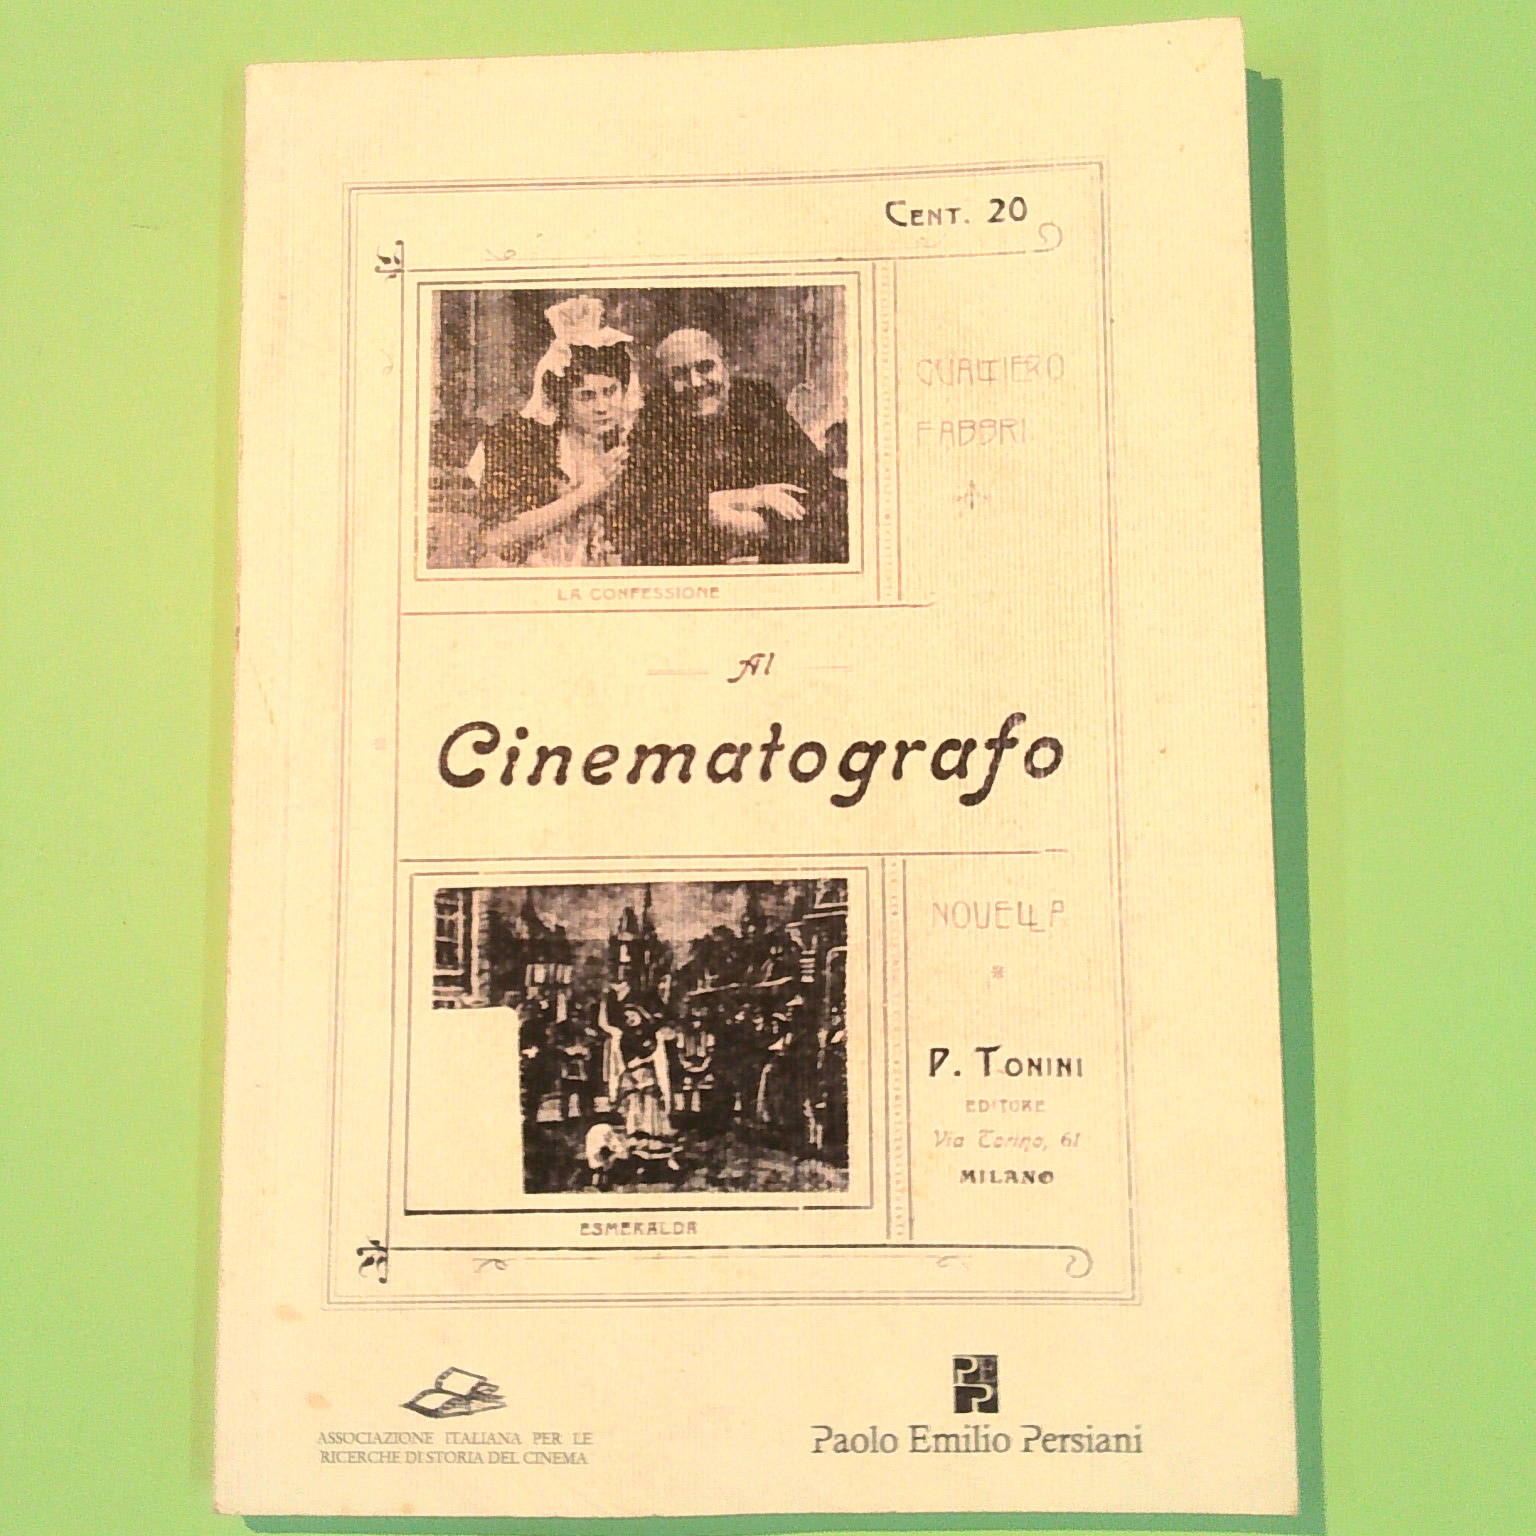 CENT. 20
GUALTIERO
FABBRI
LA CONFESSIONE
Al
Cinematografo
NOVELLA
P. TONINI
EDITORE
Via Torino, 61
MILANO
ESMERALDA
ASSOCIAZIONE ITALIANA PER LE
RICERCHE DI STORIA DEL CINEMA
PEP
Paolo Emilio Persiani